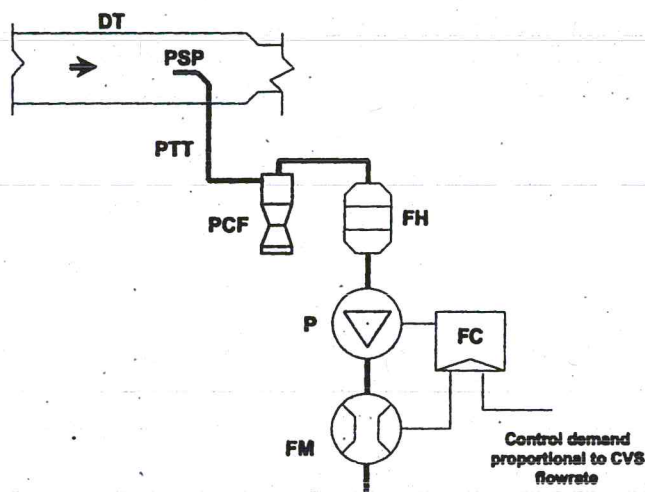 DT
PSP
PTT
PCF
FH
P
FC
FM
Control demand
proportional to CVS
flowrate